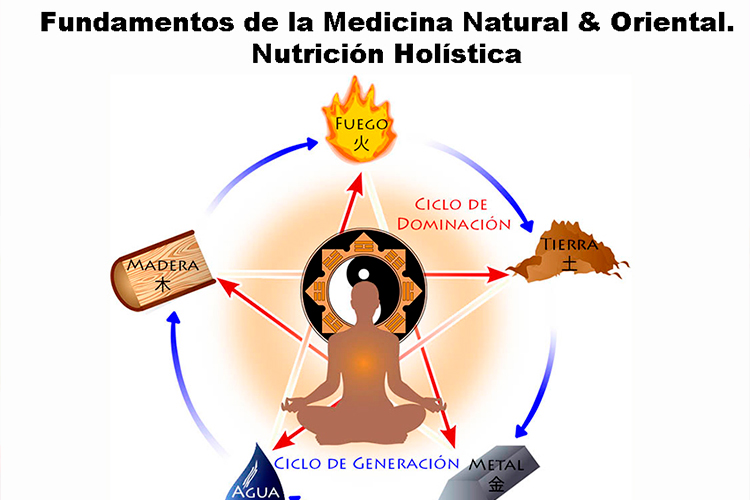 Fundamentos de la Medicina Natural & Oriental.
Nutrición Holística
FUEGO
火
CICLO DE
DOMINACIÓN
TIERRA
土
MADERA
木
CICLO DE GENERACIÓN
METAL
金
AGUA